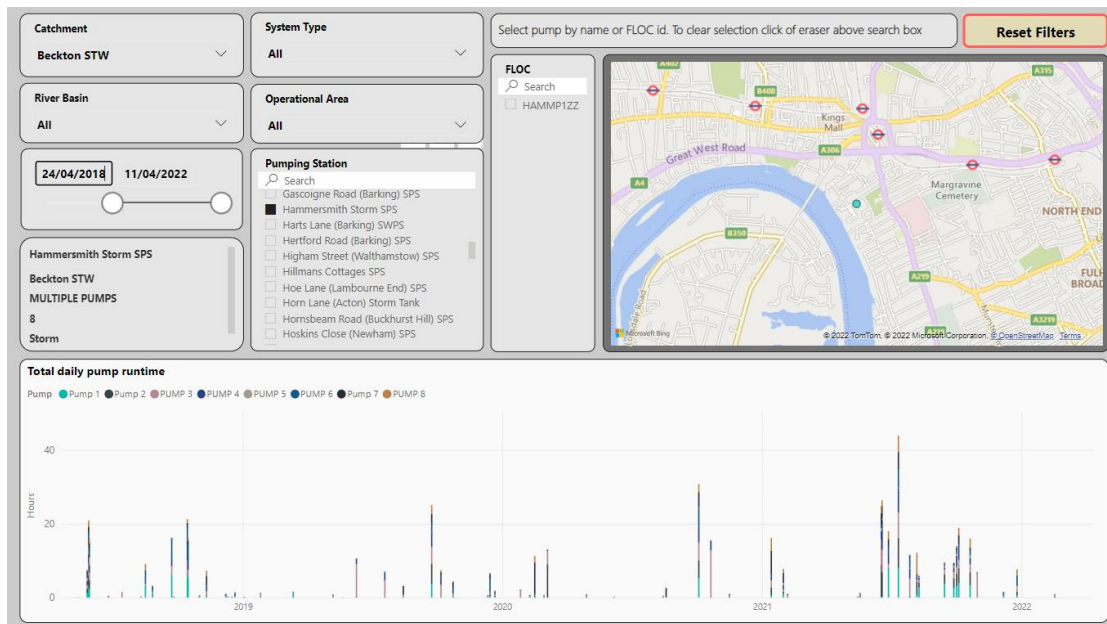 Catchment
Beckton STW
System Type
All
Select pump by name or FLOC id. To clear selection click of eraser above search box
Reset Filters
River Basin
All
Operational Area
All
FLOC
Search
HAMMP1ZZ
24/04/2018 11/04/2022
Pumping Station
Search
Gascoigne Road (Barking) SPS
Hammersmith Storm SPS
Harts Lane (Barking) SWPS
Hertford Road (Barking) SPS
Higham Street (Walthamstow) SPS
Hillmans Cottages SPS
Hoe Lane (Lambourne End) SPS
Horn Lane (Acton) Storm Tank
Hornsbeam Road (Buckhurst Hill) SPS
Hoskins Close (Newham) SPS
Hammersmith Storm SPS
Beckton STW
MULTIPLE PUMPS
8
Storm
A402
A315
B408
Kings
Mall
Great West Road
A306
A4
Margravine
Cemetery
NORTH END
B350
A219
FULH
BROAD
Lonsdale Road
A3219
A219
Microsoft Bing
© 2022 TomTom, © 2022 Microsoft Corporation, © OpenStreetMap Terms
Total daily pump runtime
Pump Pump 1 Pump 2 PUMP 3 PUMP 4 PUMP 5 PUMP 6 Pump 7 PUMP 8
Hours
40
20
0
2019 2020 2021 2022